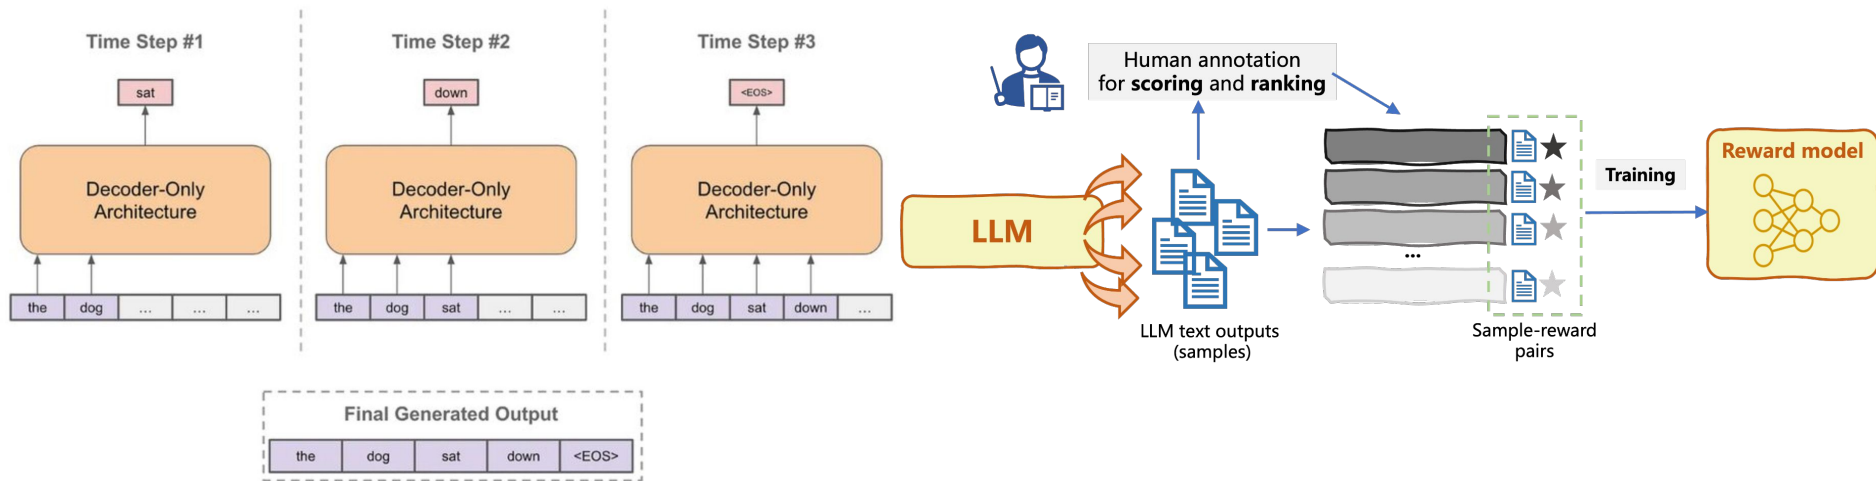 Time Step #1
sat
Decoder-Only
Architecture
the dog ... ... ...
Time Step #2
down
Decoder-Only
Architecture
the dog sat ... ...
Time Step #3
<EOS>
Decoder-Only
Architecture
the dog sat down ...
Final Generated Output
the dog sat down <EOS>
Human annotation
for scoring and ranking
LLM
LLM text outputs
(samples)
...
Sample-reward
pairs
Training
Reward model